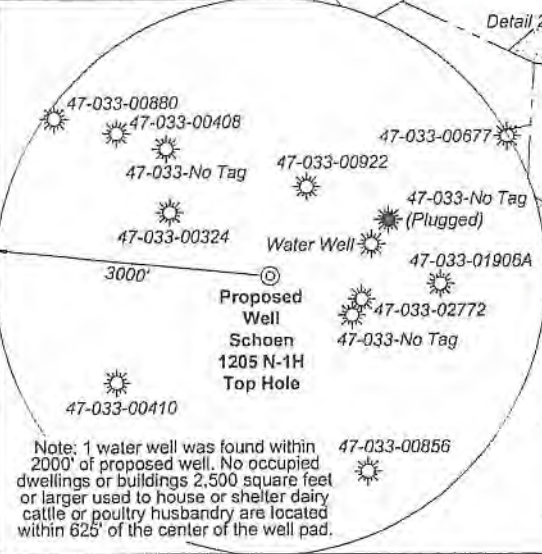 Detail 2
47-033-00880
47-033-00408
47-033-No Tag
47-033-00677
47-033-00922
47-033-No Tag
(Plugged)
47-033-00324
Water Well
47-033-01906A
3000'
Proposed
Well
Schoen
1205 N-1H
Top Hole
47-033-02772
47-033-No Tag
47-033-00410
Note: 1 water well was found within
2000' of proposed well. No occupied
dwellings or buildings 2,500 square feet
or larger used to house or shelter dairy
cattle or poultry husbandry are located
within 625' of the center of the well pad.
47-033-00856